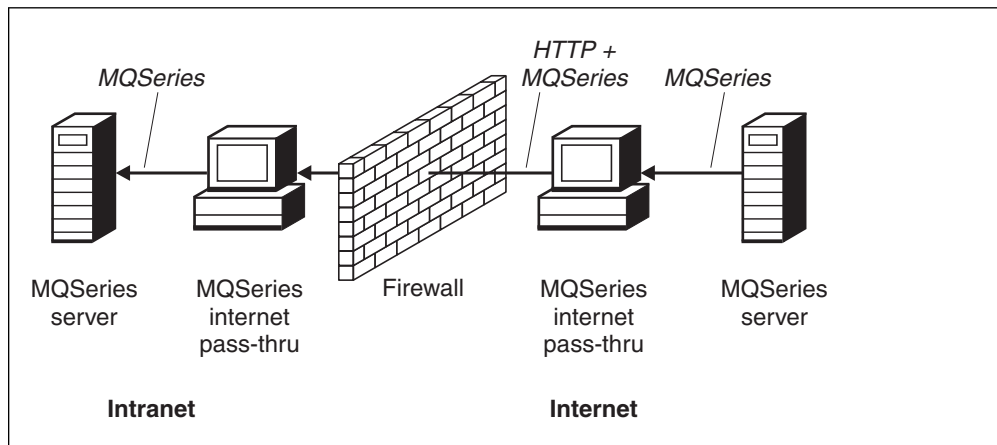 HTTP +
MQSeries
MQSeries
MQSeries
MQSeries
server
MQSeries
internet
pass-thru
Firewall
MQSeries
internet
pass-thru
MQSeries
server
Intranet
Internet